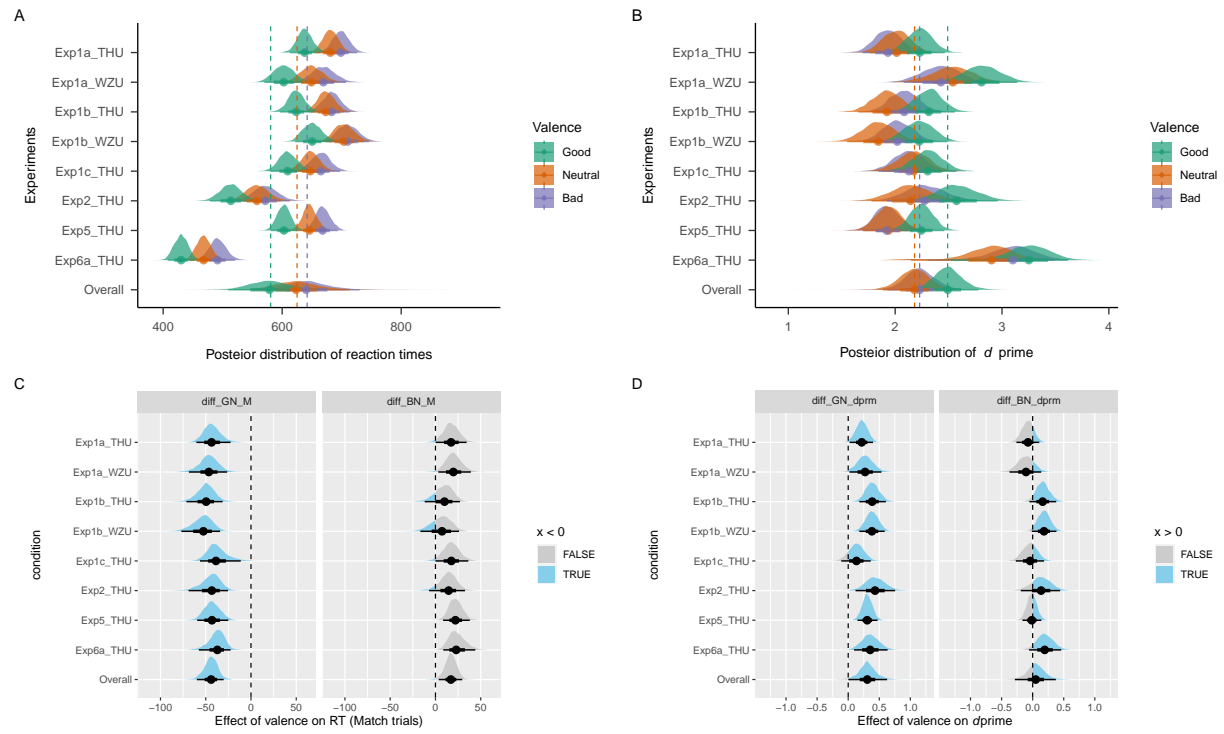 A
Experiments
Exp1a_THU
Exp1a_WZU
Exp1b_THU
Exp1b_WZU
Exp1c_THU
Exp2_THU
Exp5_THU
Exp6a_THU
Overall
400 600 800
Posteior distribution of reaction times
Valence
Good
Neutral
Bad
B
Experiments
Exp1a_THU
Exp1a_WZU
Exp1b_THU
Exp1b_WZU
Exp1c_THU
Exp2_THU
Exp5_THU
Exp6a_THU
Overall
1 2 3 4
Posterior distribution of d prime
Valence
Good
Neutral
Bad
C
diff_GN_M diff_BN_M
condition
Exp1a_THU
Exp1a_WZU
Exp1b_THU
Exp1b_WZU
Exp1c_THU
Exp2_THU
Exp5_THU
Exp6a_THU
Overall
−100 −50 0 50 −100 −50 0 50
Effect of valence on RT (Match trials)
x < 0
FALSE
TRUE
D
diff_GN_dprm diff_BN_dprm
condition
Exp1a_THU
Exp1a_WZU
Exp1b_THU
Exp1b_WZU
Exp1c_THU
Exp2_THU
Exp5_THU
Exp6a_THU
Overall
−1.0 −0.5 0.0 0.5 1.0 −1.0 −0.5 0.0 0.5 1.0
Effect of valence on dprime
x > 0
FALSE
TRUE